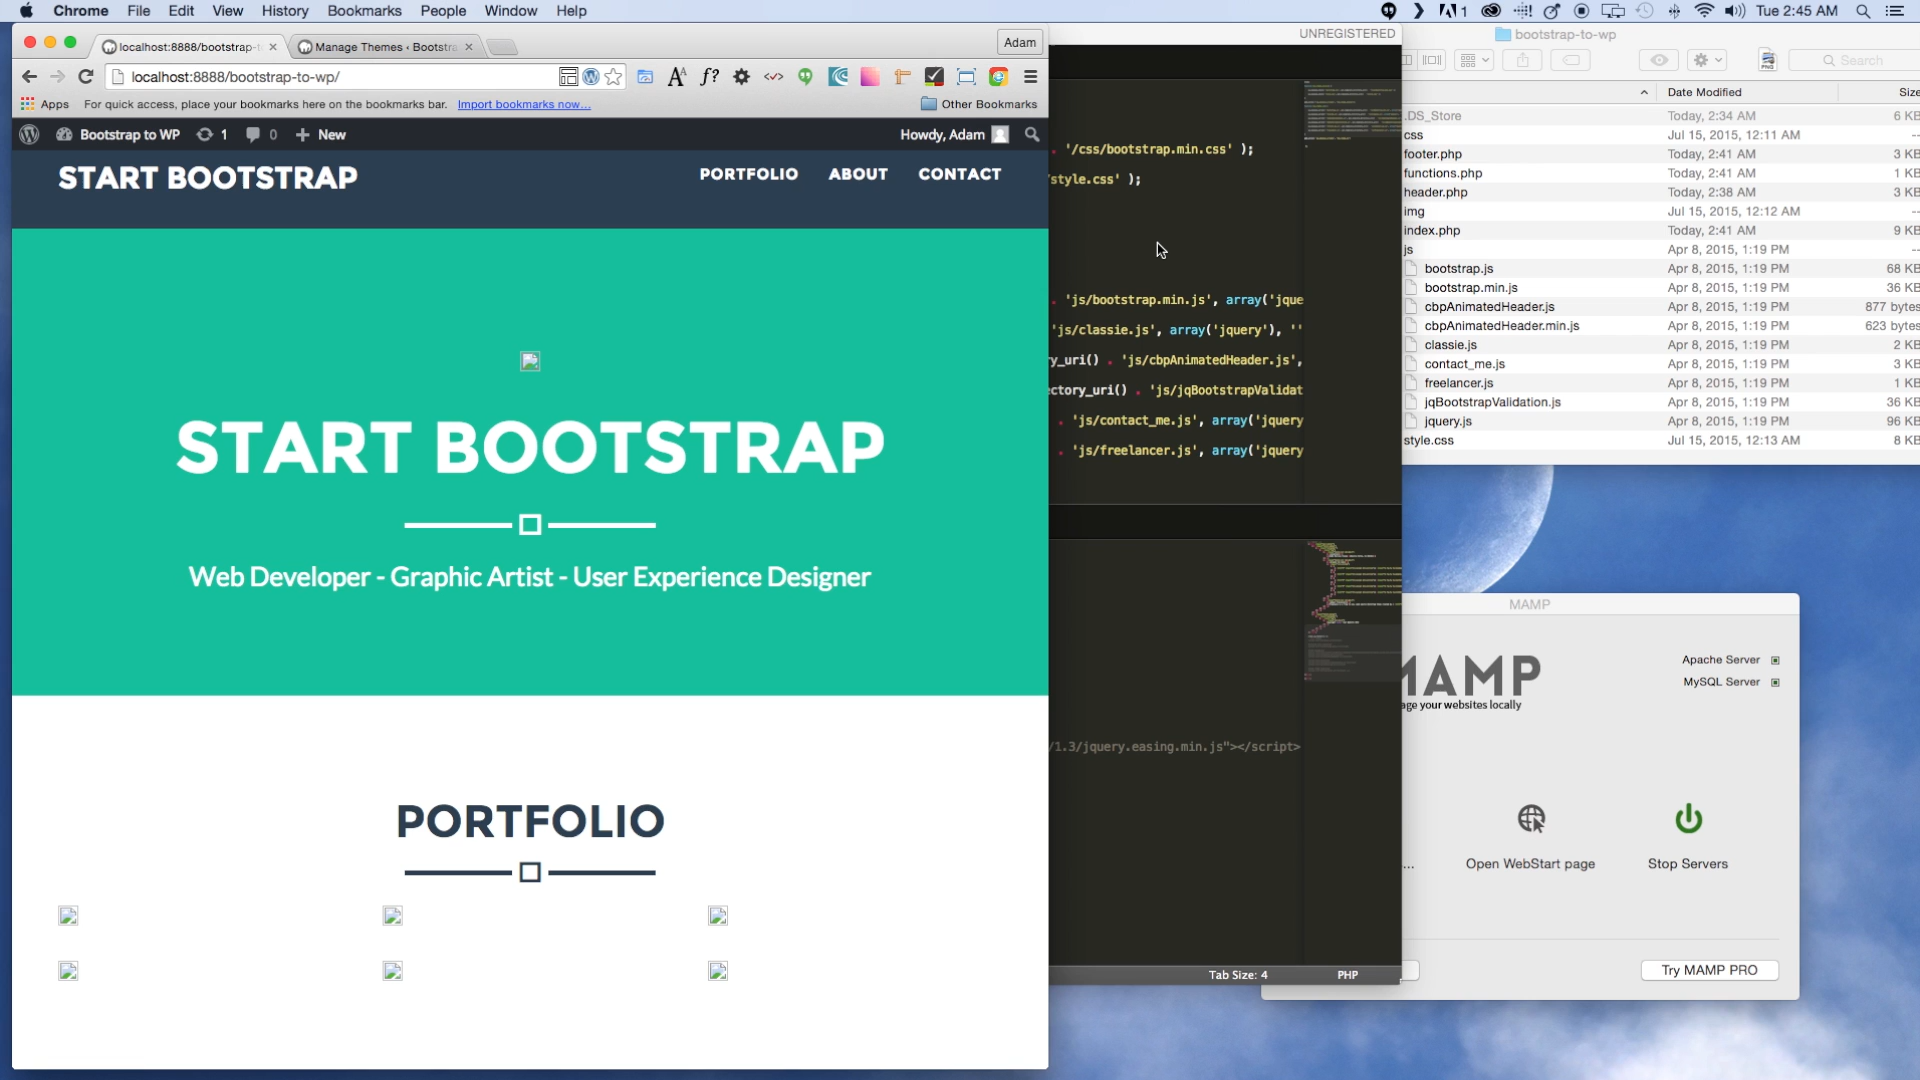 Chrome File Edit View History Bookmarks People Window Help
1 Tue 2:45 AM
localhost:8888/bootstrap-t
Manage Themes ‹ Bootstra
Adam
localhost:8888/bootstrap-to-wp/
Apps For quick access, place your bookmarks here on the bookmarks bar. Import bookmarks now...
Other Bookmarks
Bootstrap to WP 1 0 New
Howdy, Adam
START BOOTSTRAP
PORTFOLIO ABOUT CONTACT
START BOOTSTRAP
Web Developer - Graphic Artist - User Experience Designer
PORTFOLIO
UNREGISTERED
. '/css/bootstrap.min.css' );
style.css' );
. 'js/bootstrap.min.js', array('jque
'js/classie.js', array('jquery'), ''
y_uri() . 'js/cbpAnimatedHeader.js',
ectory_uri() . 'js/jqBootstrapValidat
. 'js/contact_me.js', array('jquery
. 'js/freelancer.js', array('jquery
/1.3/jquery.easing.min.js"></script>
Tab Size: 4 PHP
bootstrap-to-wp
Search
Date Modified Size
.DS_Store Today, 2:34 AM 6 KB
css Jul 15, 2015, 12:11 AM --
footer.php Today, 2:41 AM 3 KB
functions.php Today, 2:41 AM 1 KB
header.php Today, 2:38 AM 3 KB
img Jul 15, 2015, 12:12 AM --
index.php Today, 2:41 AM 9 KB
js Apr 8, 2015, 1:19 PM --
bootstrap.js Apr 8, 2015, 1:19 PM 68 KB
bootstrap.min.js Apr 8, 2015, 1:19 PM 36 KB
cbpAnimatedHeader.js Apr 8, 2015, 1:19 PM 877 bytes
cbpAnimatedHeader.min.js Apr 8, 2015, 1:19 PM 623 bytes
classie.js Apr 8, 2015, 1:19 PM 2 KB
contact_me.js Apr 8, 2015, 1:19 PM 3 KB
freelancer.js Apr 8, 2015, 1:19 PM 1 KB
jqBootstrapValidation.js Apr 8, 2015, 1:19 PM 36 KB
jquery.js Apr 8, 2015, 1:19 PM 96 KB
style.css Jul 15, 2015, 12:13 AM 8 KB
MAMP
MAMP
age your websites locally
Apache Server
MySQL Server
...
Open WebStart page
Stop Servers
Try MAMP PRO